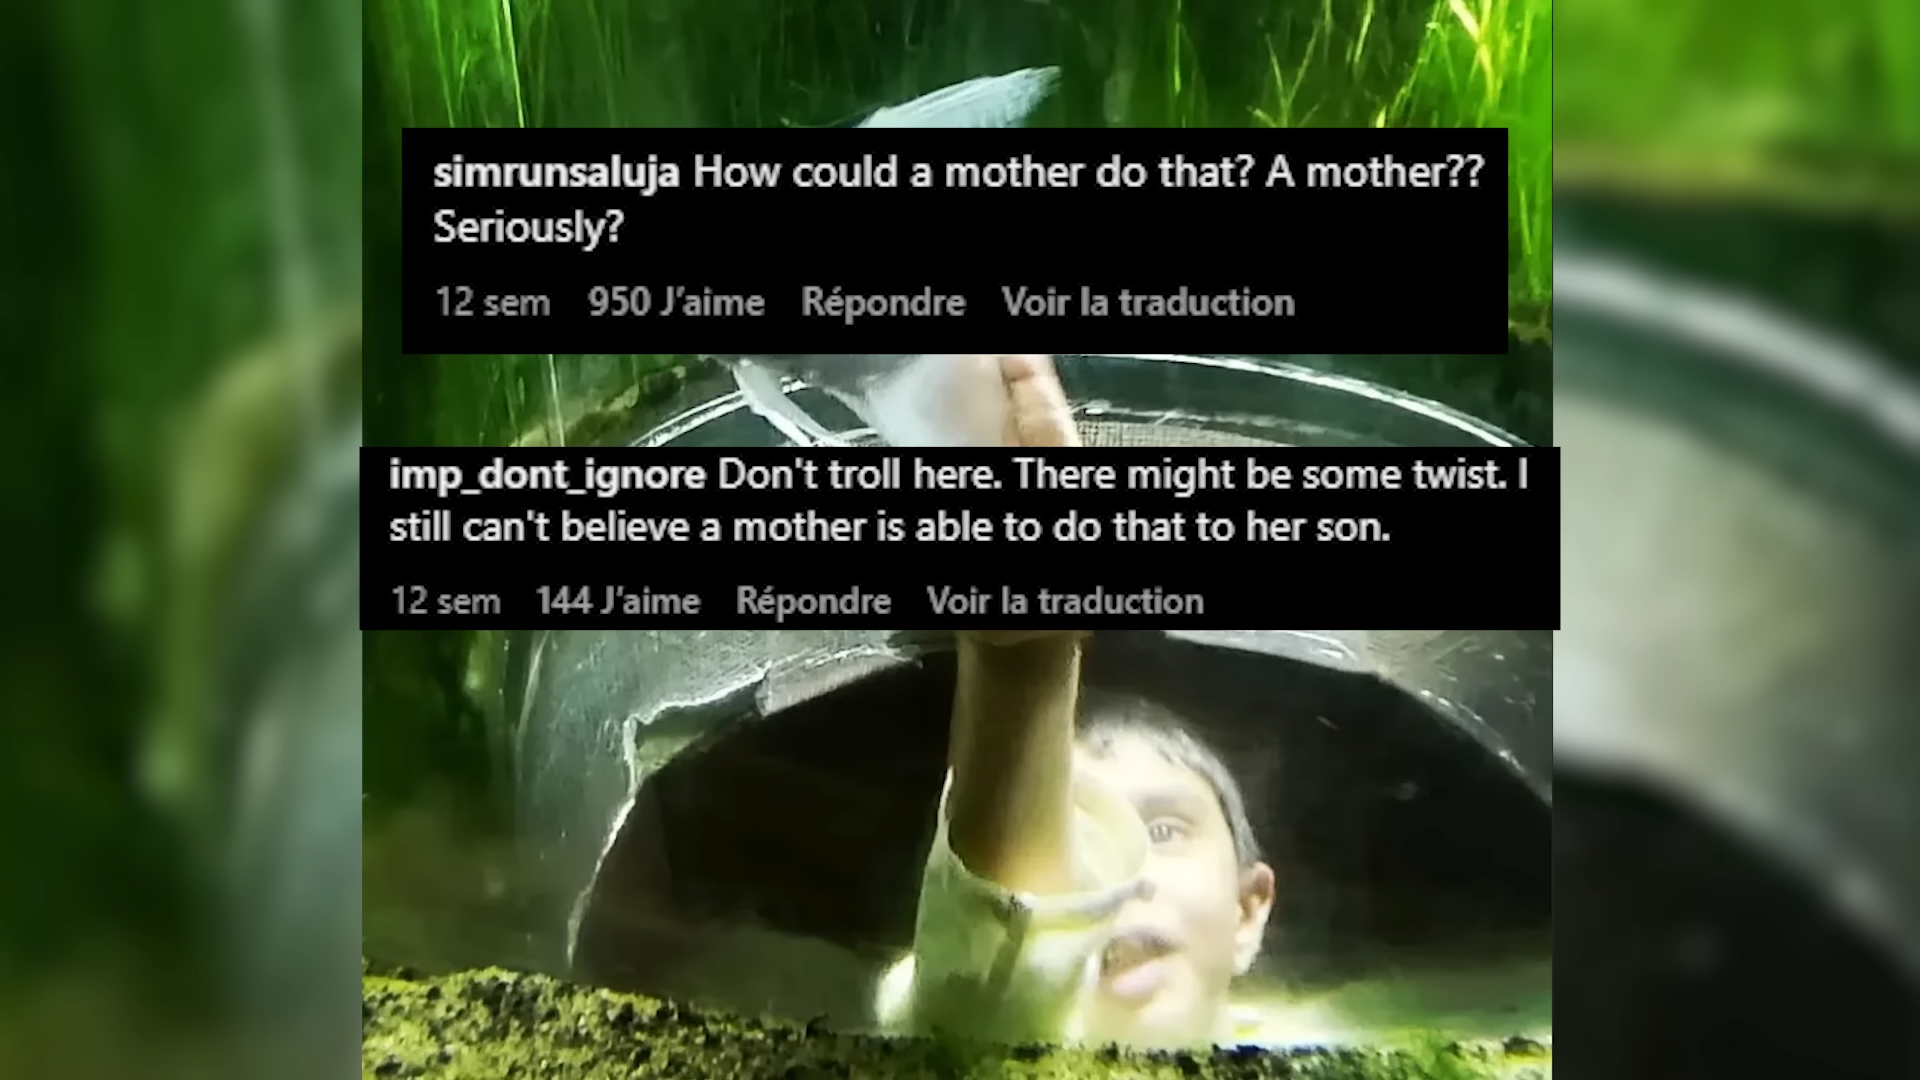 simrunsaluja How could a mother do that? A mother??
Seriously?
12 sem 950 J'aime Répondre Voir la traduction
imp_dont_ignore Don't troll here. There might be some twist. I
still can't believe a mother is able to do that to her son.
12 sem 144 J'aime Répondre Voir la traduction